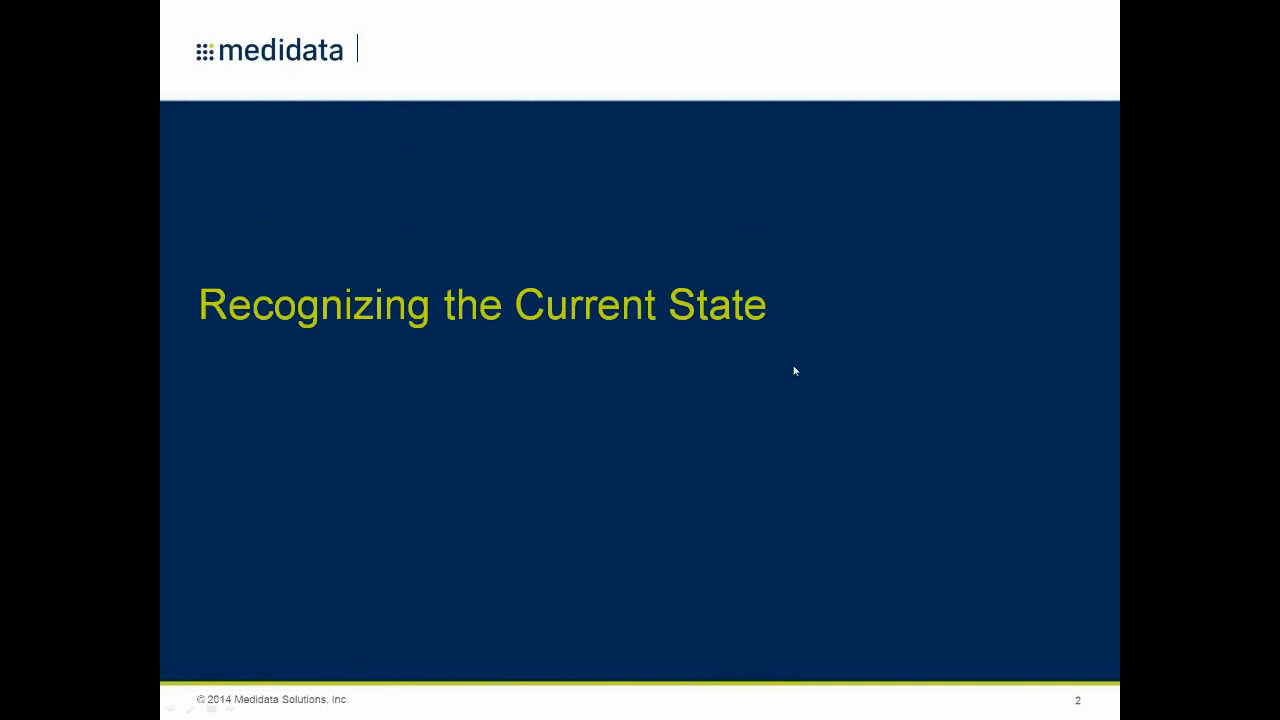 medidata
Recognizing the Current State
© 2014 Medidata Solutions, Inc.
2